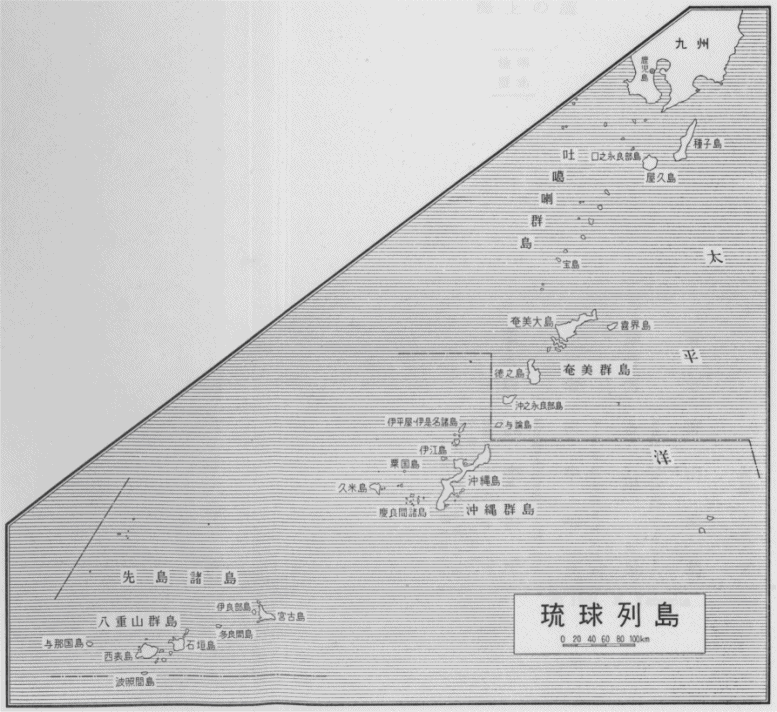 九州
鹿児島
種子島
口之永良部島
屋久島
吐噶喇群島
宝島
太平洋
奄美大島
喜界島
徳之島
奄美群島
沖之永良部島
与論島
伊平屋・伊是名諸島
伊江島
粟国島
沖縄島
久米島
慶良間諸島
沖縄群島
先島諸島
伊良部島
宮古島
八重山群島
多良間島
与那国島
石垣島
西表島
波照間島
琉球列島
0 20 40 60 80 100km